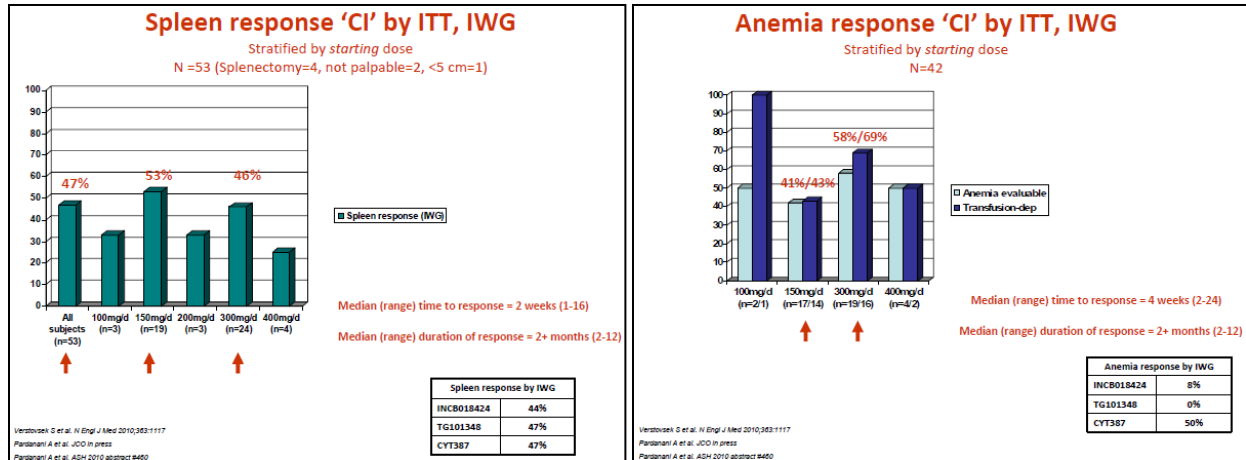 Spleen response ‘CI’ by ITT, IWG
Stratified by starting dose
N =53 (Splenectomy=4, not palpable=2, <5 cm=1)
100
90
80
70
60
50
40
30
20
10
0
47%
53%
46%
All subjects (n=53)
100mg/d (n=3)
150mg/d (n=19)
200mg/d (n=3)
300mg/d (n=24)
400mg/d (n=4)
Spleen response (IWG)
Median (range) time to response = 2 weeks (1-16)
Median (range) duration of response = 2+ months (2-12)
Spleen response by IWG
INCB018424 44%
TG101348 47%
CYT387 47%
Verstovsek S et al. N Engl J Med 2010;363:1117
Pardanani A et al. JCO in press
Pardanani A et al. ASH 2010 abstract #460
Anemia response ‘CI’ by ITT, IWG
Stratified by starting dose
N=42
100
90
80
70
60
50
40
30
20
10
0
58%/69%
41%/43%
100mg/d (n=2/1)
150mg/d (n=17/14)
300mg/d (n=19/16)
400mg/d (n=4/2)
Anemia evaluable
Transfusion-dep
Median (range) time to response = 4 weeks (2-24)
Median (range) duration of response = 2+ months (2-12)
Anemia response by IWG
INCB018424 8%
TG101348 0%
CYT387 50%
Verstovsek S et al. N Engl J Med 2010;363:1117
Pardanani A et al. JCO in press
Pardanani A et al. ASH 2010 abstract #460